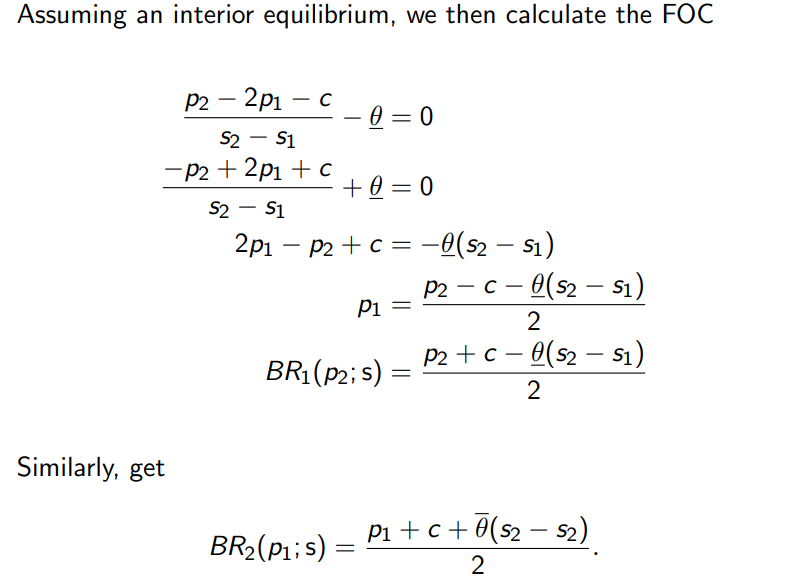 Assuming an interior equilibrium, we then calculate the FOC
\frac{p_2 - 2p_1 - c}{s_2 - s_1} - \underline{\theta} = 0
\frac{-p_2 + 2p_1 + c}{s_2 - s_1} + \underline{\theta} = 0
2p_1 - p_2 + c = -\underline{\theta}(s_2 - s_1)
p_1 = \frac{p_2 - c - \underline{\theta}(s_2 - s_1)}{2}
BR_1(p_2; s) = \frac{p_2 + c - \underline{\theta}(s_2 - s_1)}{2}
Similarly, get
BR_2(p_1; s) = \frac{p_1 + c + \overline{\theta}(s_2 - s_2)}{2}.